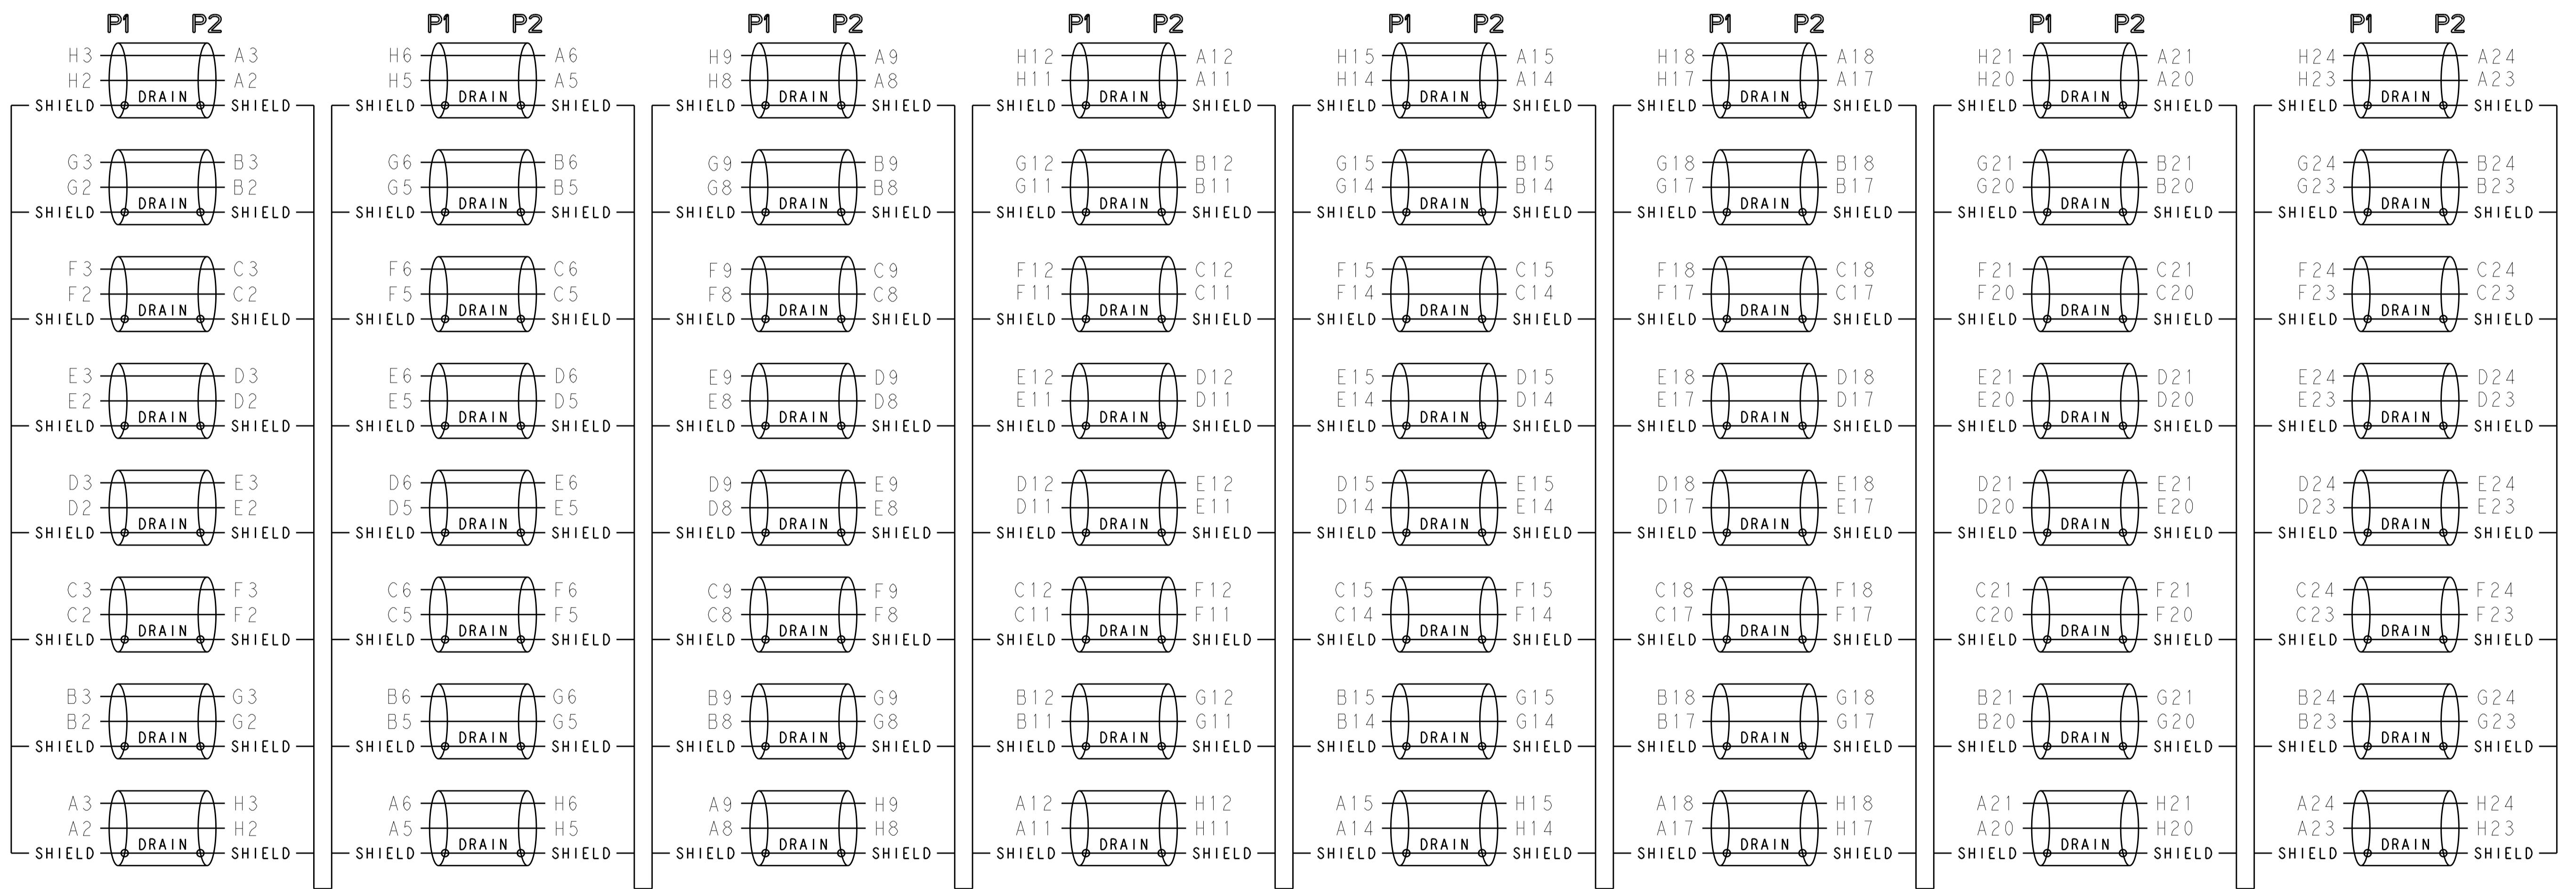 P1 P2 P1 P2 P1 P2 P1 P2 P1 P2 P1 P2 P1 P2 P1 P2
H3 A3 H6 A6 H9 A9 H12 A12 H15 A15 H18 A18 H21 A21 H24 A24
H2 A2 H5 A5 H8 A8 H11 A11 H14 A14 H17 A17 H20 A20 H23 A23
SHIELD DRAIN SHIELD SHIELD DRAIN SHIELD SHIELD DRAIN SHIELD SHIELD DRAIN SHIELD SHIELD DRAIN SHIELD SHIELD DRAIN SHIELD SHIELD DRAIN SHIELD SHIELD DRAIN SHIELD
G3 B3 G6 B6 G9 B9 G12 B12 G15 B15 G18 B18 G21 B21 G24 B24
G2 B2 G5 B5 G8 B8 G11 B11 G14 B14 G17 B17 G20 B20 G23 B23
SHIELD DRAIN SHIELD SHIELD DRAIN SHIELD SHIELD DRAIN SHIELD SHIELD DRAIN SHIELD SHIELD DRAIN SHIELD SHIELD DRAIN SHIELD SHIELD DRAIN SHIELD SHIELD DRAIN SHIELD
F3 C3 F6 C6 F9 C9 F12 C12 F15 C15 F18 C18 F21 C21 F24 C24
F2 C2 F5 C5 F8 C8 F11 C11 F14 C14 F17 C17 F20 C20 F23 C23
SHIELD DRAIN SHIELD SHIELD DRAIN SHIELD SHIELD DRAIN SHIELD SHIELD DRAIN SHIELD SHIELD DRAIN SHIELD SHIELD DRAIN SHIELD SHIELD DRAIN SHIELD SHIELD DRAIN SHIELD
E3 D3 E6 D6 E9 D9 E12 D12 E15 D15 E18 D18 E21 D21 E24 D24
E2 D2 E5 D5 E8 D8 E11 D11 E14 D14 E17 D17 E20 D20 E23 D23
SHIELD DRAIN SHIELD SHIELD DRAIN SHIELD SHIELD DRAIN SHIELD SHIELD DRAIN SHIELD SHIELD DRAIN SHIELD SHIELD DRAIN SHIELD SHIELD DRAIN SHIELD SHIELD DRAIN SHIELD
D3 E3 D6 E6 D9 E9 D12 E12 D15 E15 D18 E18 D21 E21 D24 E24
D2 E2 D5 E5 D8 E8 D11 E11 D14 E14 D17 E17 D20 E20 D23 E23
SHIELD DRAIN SHIELD SHIELD DRAIN SHIELD SHIELD DRAIN SHIELD SHIELD DRAIN SHIELD SHIELD DRAIN SHIELD SHIELD DRAIN SHIELD SHIELD DRAIN SHIELD SHIELD DRAIN SHIELD
C3 F3 C6 F6 C9 F9 C12 F12 C15 F15 C18 F18 C21 F21 C24 F24
C2 F2 C5 F5 C8 F8 C11 F11 C14 F14 C17 F17 C20 F20 C23 F23
SHIELD DRAIN SHIELD SHIELD DRAIN SHIELD SHIELD DRAIN SHIELD SHIELD DRAIN SHIELD SHIELD DRAIN SHIELD SHIELD DRAIN SHIELD SHIELD DRAIN SHIELD SHIELD DRAIN SHIELD
B3 G3 B6 G6 B9 G9 B12 G12 B15 G15 B18 G18 B21 G21 B24 G24
B2 G2 B5 G5 B8 G8 B11 G11 B14 G14 B17 G17 B20 G20 B23 G23
SHIELD DRAIN SHIELD SHIELD DRAIN SHIELD SHIELD DRAIN SHIELD SHIELD DRAIN SHIELD SHIELD DRAIN SHIELD SHIELD DRAIN SHIELD SHIELD DRAIN SHIELD SHIELD DRAIN SHIELD
A3 H3 A6 H6 A9 H9 A12 H12 A15 H15 A18 H18 A21 H21 A24 H24
A2 H2 A5 H5 A8 H8 A11 H11 A14 H14 A17 H17 A20 H20 A23 H23
SHIELD DRAIN SHIELD SHIELD DRAIN SHIELD SHIELD DRAIN SHIELD SHIELD DRAIN SHIELD SHIELD DRAIN SHIELD SHIELD DRAIN SHIELD SHIELD DRAIN SHIELD SHIELD DRAIN SHIELD